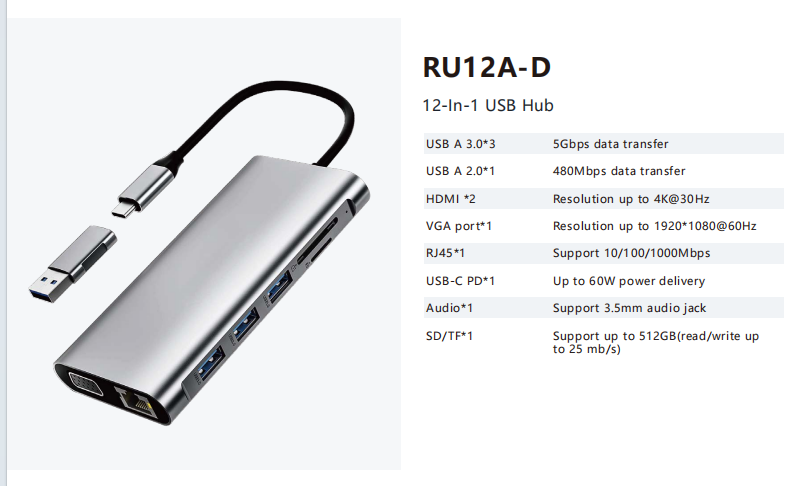 RU12A-D
12-In-1 USB Hub
USB A 3.0*3 5Gbps data transfer
USB A 2.0*1 480Mbps data transfer
HDMI *2 Resolution up to 4K@30Hz
VGA port*1 Resolution up to 1920*1080@60Hz
RJ45*1 Support 10/100/1000Mbps
USB-C PD*1 Up to 60W power delivery
Audio*1 Support 3.5mm audio jack
SD/TF*1 Support up to 512GB(read/write up
to 25 mb/s)